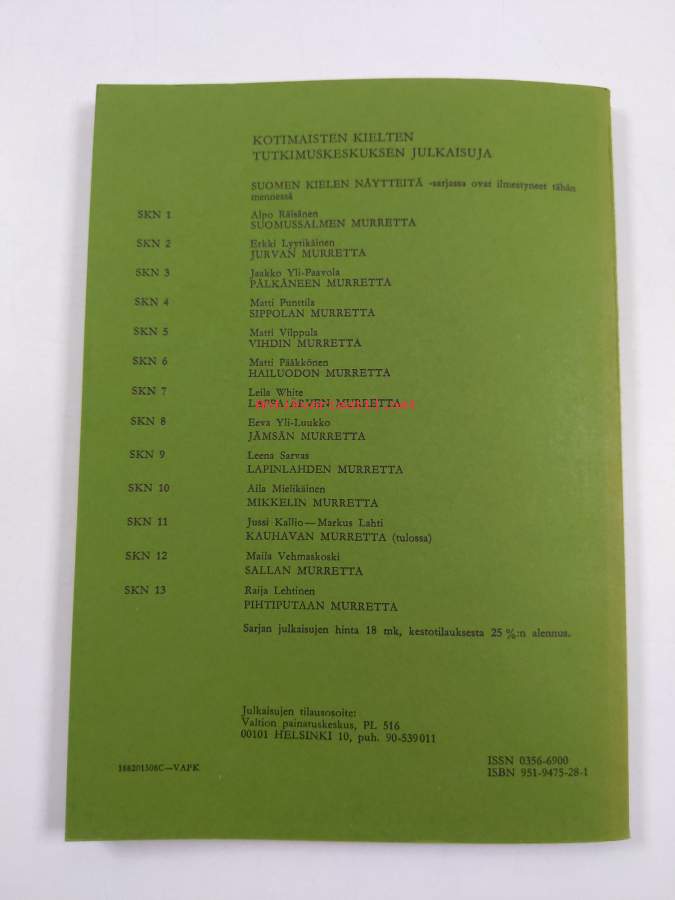 KOTIMAISTEN KIELTEN
TUTKIMUSKESKUKSEN JULKAISUJA
SUOMEN KIELEN NÄYTTEITÄ -sarjassa ovat ilmestyneet tähän
mennessä
SKN 1 Alpo Räisänen
SUOMUSSALMEN MURRETTA
SKN 2 Erkki Lyytikäinen
JURVAN MURRETTA
SKN 3 Jaakko Yli-Paavola
PÄLKÄNEEN MURRETTA
SKN 4 Matti Punttila
SIPPOLAN MURRETTA
SKN 5 Matti Vilppula
VIHDIN MURRETTA
SKN 6 Matti Pääkkönen
HAILUODON MURRETTA
SKN 7 Leila White
LAPPAJÄRVEN MURRETTA
SKN 8 Eeva Yli-Luukko
JÄMSÄN MURRETTA
SKN 9 Leena Sarvas
LAPINLAHDEN MURRETTA
SKN 10 Aila Mielikäinen
MIKKELIN MURRETTA
SKN 11 Jussi Kallio—Markus Lahti
KAUHAVAN MURRETTA (tulossa)
SKN 12 Maila Vehmaskoski
SALLAN MURRETTA
SKN 13 Raija Lehtinen
PIHTIPUTAAN MURRETTA
Sarjan julkaisujen hinta 18 mk, kestotilauksesta 25 %:n alennus.
Julkaisujen tilausosoite:
Valtion painatuskeskus, PL 516
00101 HELSINKI 10, puh. 90-539011
188201508C—VAPK
ISSN 0356-6900
ISBN 951-9475-28-1